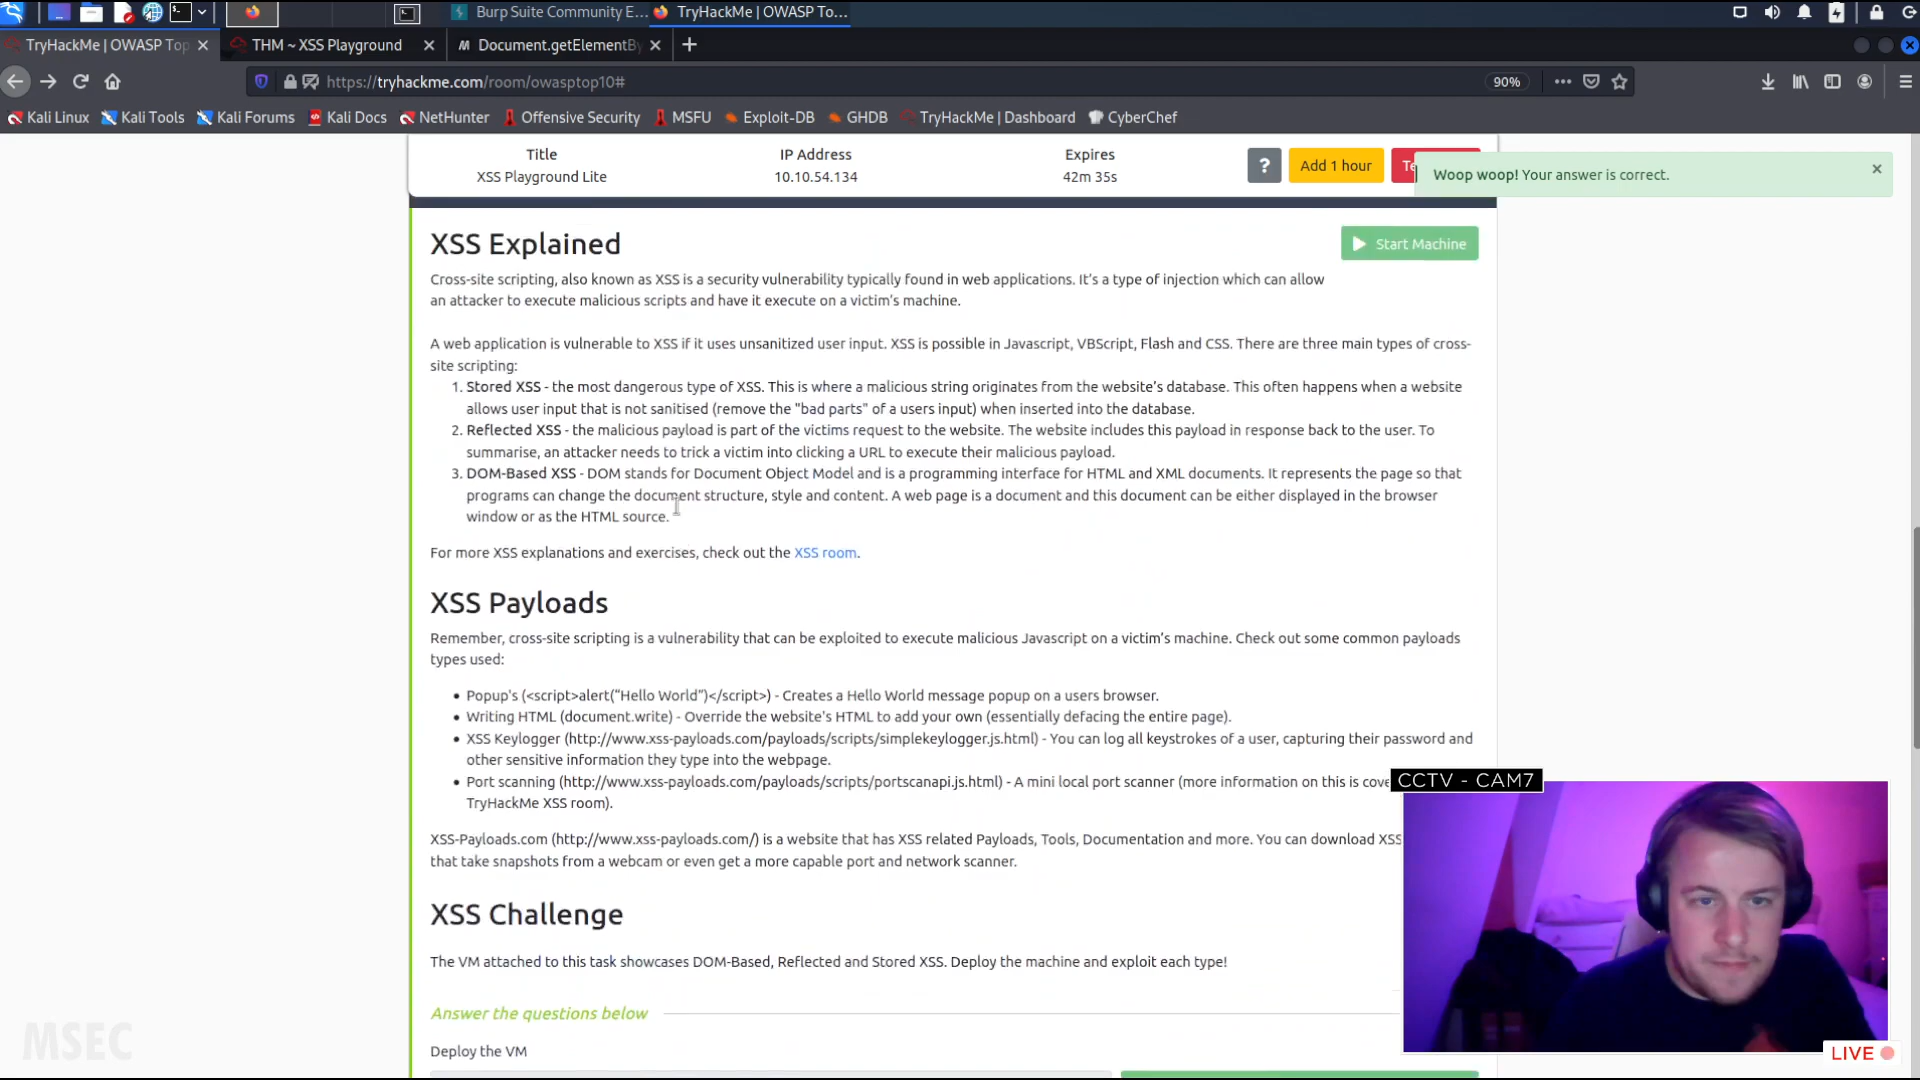 Burp Suite Community E...
TryHackMe | OWASP To...
TryHackMe | OWASP Top
THM ~ XSS Playground
Document.getElementBy
https://tryhackme.com/room/owasptop10#
90%
Kali Linux
Kali Tools
Kali Forums
Kali Docs
NetHunter
Offensive Security
MSFU
Exploit-DB
GHDB
TryHackMe | Dashboard
CyberChef
Title
IP Address
Expires
XSS Playground Lite
10.10.54.134
42m 35s
?
Add 1 hour
Woop woop! Your answer is correct.
XSS Explained
Start Machine
Cross-site scripting, also known as XSS is a security vulnerability typically found in web applications. It's a type of injection which can allow
an attacker to execute malicious scripts and have it execute on a victim's machine.
A web application is vulnerable to XSS if it uses unsanitized user input. XSS is possible in Javascript, VBScript, Flash and CSS. There are three main types of cross-
site scripting:
1. Stored XSS - the most dangerous type of XSS. This is where a malicious string originates from the website's database. This often happens when a website
allows user input that is not sanitised (remove the "bad parts" of a users input) when inserted into the database.
2. Reflected XSS - the malicious payload is part of the victims request to the website. The website includes this payload in response back to the user. To
summarise, an attacker needs to trick a victim into clicking a URL to execute their malicious payload.
3. DOM-Based XSS - DOM stands for Document Object Model and is a programming interface for HTML and XML documents. It represents the page so that
programs can change the document structure, style and content. A web page is a document and this document can be either displayed in the browser
window or as the HTML source.
For more XSS explanations and exercises, check out the XSS room.
XSS Payloads
Remember, cross-site scripting is a vulnerability that can be exploited to execute malicious Javascript on a victim's machine. Check out some common payloads
types used:
• Popup's (<script>alert("Hello World")</script>) - Creates a Hello World message popup on a users browser.
• Writing HTML (document.write) - Override the website's HTML to add your own (essentially defacing the entire page).
• XSS Keylogger (http://www.xss-payloads.com/payloads/scripts/simplekeylogger.js.html) - You can log all keystrokes of a user, capturing their password and
other sensitive information they type into the webpage.
• Port scanning (http://www.xss-payloads.com/payloads/scripts/portscanapi.js.html) - A mini local port scanner (more information on this is cove
TryHackMe XSS room).
XSS-Payloads.com (http://www.xss-payloads.com/) is a website that has XSS related Payloads, Tools, Documentation and more. You can download XSS
that take snapshots from a webcam or even get a more capable port and network scanner.
XSS Challenge
The VM attached to this task showcases DOM-Based, Reflected and Stored XSS. Deploy the machine and exploit each type!
Answer the questions below
Deploy the VM
CCTV - CAM7
LIVE
MSEC